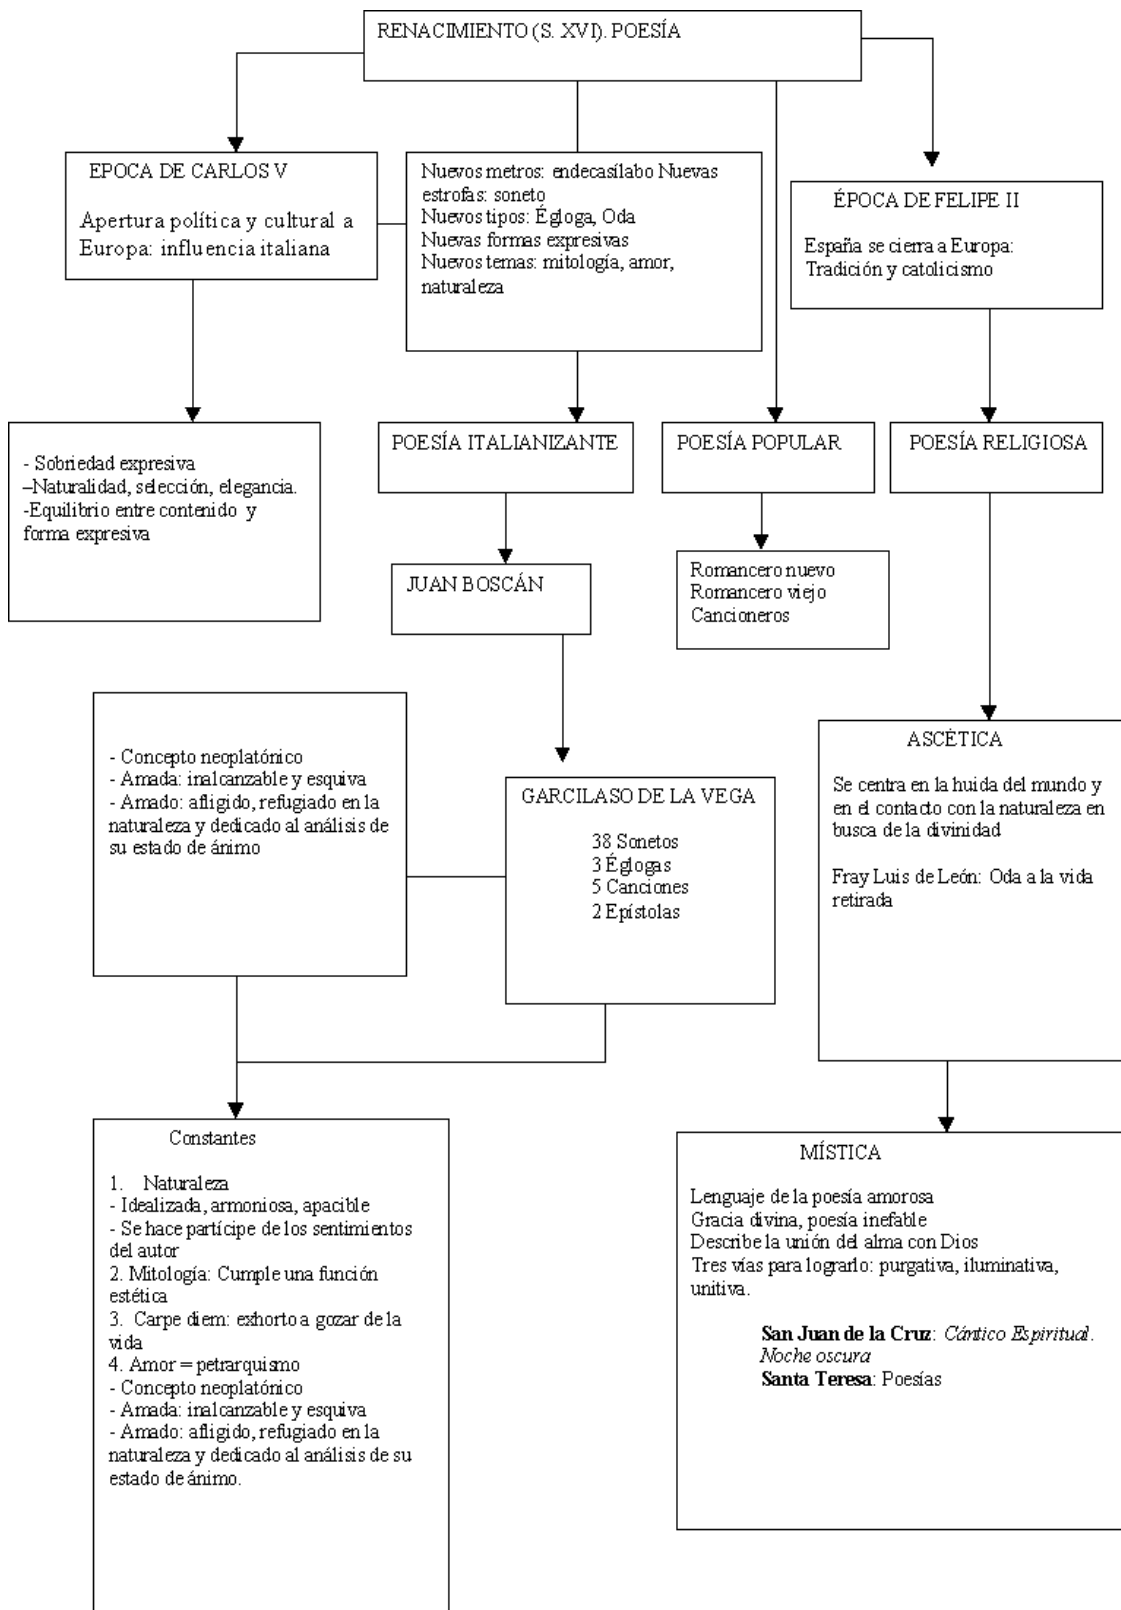 RENACIMIENTO (S. XVI). POESÍA
EPOCA DE CARLOS V
Apertura política y cultural a
Europa: influencia italiana
Nuevos metros: endecasílabo Nuevas
estrofas: soneto
Nuevos tipos: Égloga, Oda
Nuevas formas expresivas
Nuevos temas: mitología, amor,
naturaleza
ÉPOCA DE FELIPE II
España se cierra a Europa:
Tradición y catolicismo
- Sobriedad expresiva
–Naturalidad, selección, elegancia.
-Equilibrio entre contenido y
forma expresiva
POESÍA ITALIANIZANTE
POESÍA POPULAR
POESÍA RELIGIOSA
JUAN BOSCÁN
Romancero nuevo
Romancero viejo
Cancioneros
- Concepto neoplatónico
- Amada: inalcanzable y esquiva
- Amado: afligido, refugiado en la
naturaleza y dedicado al análisis de
su estado de ánimo
GARCILASO DE LA VEGA
38 Sonetos
3 Églogas
5 Canciones
2 Epístolas
ASCÉTICA
Se centra en la huida del mundo y
en el contacto con la naturaleza en
busca de la divinidad
Fray Luis de León: Oda a la vida
retirada
Constantes
1. Naturaleza
- Idealizada, armoniosa, apacible
- Se hace partícipe de los sentimientos
del autor
2. Mitología: Cumple una función
estética
3. Carpe diem: exhorto a gozar de la
vida
4. Amor = petrarquismo
- Concepto neoplatónico
- Amada: inalcanzable y esquiva
- Amado: afligido, refugiado en la
naturaleza y dedicado al análisis de su
estado de ánimo.
MÍSTICA
Lenguaje de la poesía amorosa
Gracia divina, poesía inefable
Describe la unión del alma con Dios
Tres vías para lograrlo: purgativa, iluminativa,
unitiva.
San Juan de la Cruz: Cántico Espiritual.
Noche oscura
Santa Teresa: Poesías